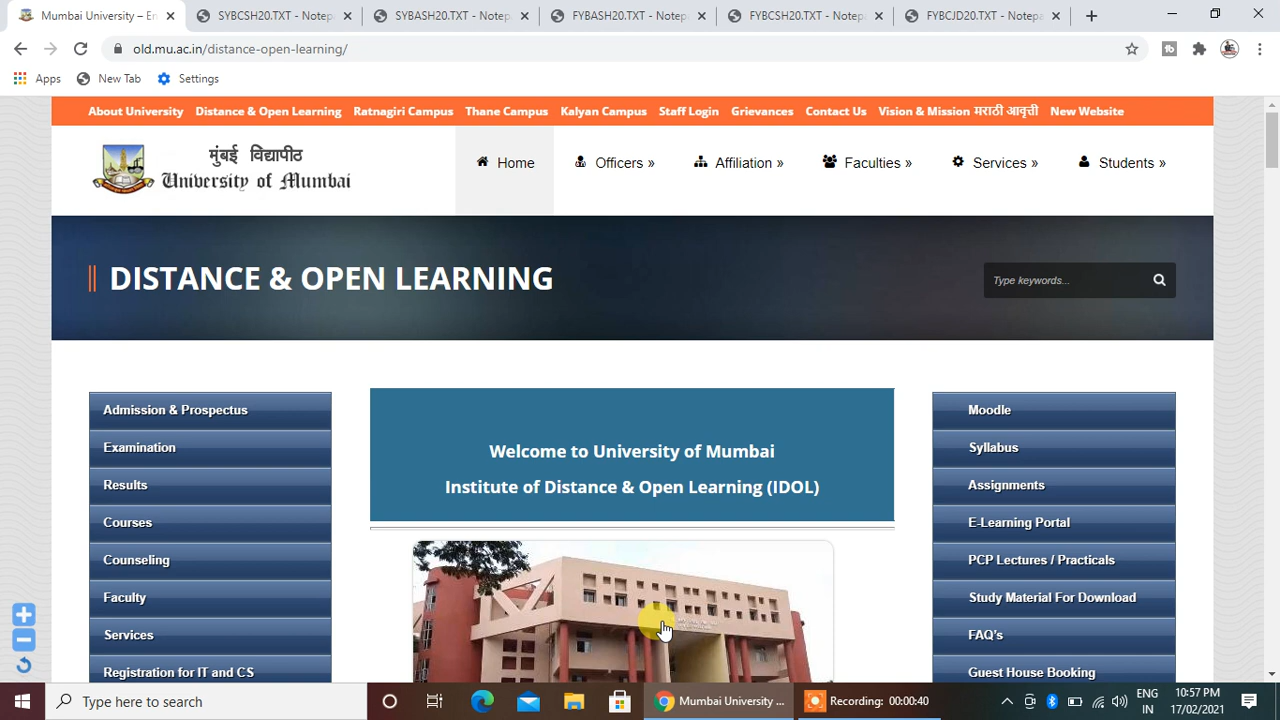 Mumbai University – En
SYBCSH20.TXT - Notepa
SYBASH20.TXT - Notepa
FYBASH20.TXT - Notepa
FYBCSH20.TXT - Notepa
FYBCJD20.TXT - Notepa
old.mu.ac.in/distance-open-learning/
Apps New Tab Settings
About University Distance & Open Learning Ratnagiri Campus Thane Campus Kalyan Campus Staff Login Grievances Contact Us Vision & Mission मराठी आवृत्ती New Website
मुंबई विद्यापीठ
University of Mumbai
Home Officers » Affiliation » Faculties » Services » Students »
DISTANCE & OPEN LEARNING
Type keywords...
Admission & Prospectus
Examination
Results
Courses
Counseling
Faculty
Services
Registration for IT and CS
Welcome to University of Mumbai
Institute of Distance & Open Learning (IDOL)
Moodle
Syllabus
Assignments
E-Learning Portal
PCP Lectures / Practicals
Study Material For Download
FAQ's
Guest House Booking
Type here to search
Mumbai University ...
Recording: 00:00:40
ENG
IN
10:57 PM
17/02/2021